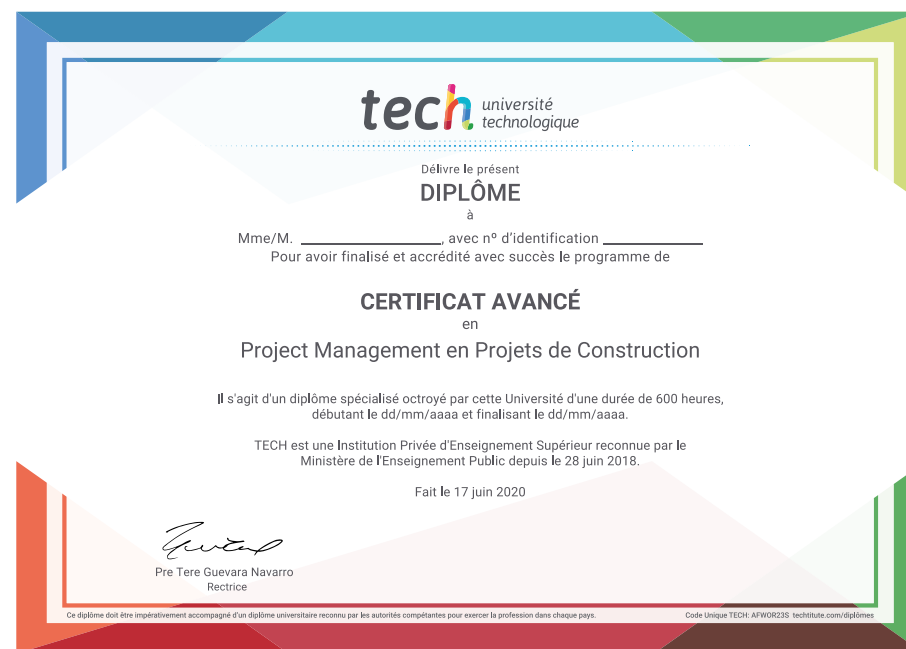 tech université
technologique
Délivre le présent
DIPLÔME
à
Mme/M. ____________________, avec nº d'identification ______________
Pour avoir finalisé et accrédité avec succès le programme de
CERTIFICAT AVANCÉ
en
Project Management en Projets de Construction
Il s'agit d'un diplôme spécialisé octroyé par cette Université d'une durée de 600 heures,
débutant le dd/mm/aaaa et finalisant le dd/mm/aaaa.
TECH est une Institution Privée d'Enseignement Supérieur reconnue par le
Ministère de l'Enseignement Public depuis le 28 juin 2018.
Fait le 17 juin 2020
Pre Tere Guevara Navarro
Rectrice
Ce diplôme doit être impérativement accompagné d'un diplôme universitaire reconnu par les autorités compétentes pour exercer la profession dans chaque pays.
Code Unique TECH: AFWOR23S techtitute.com/diplômes